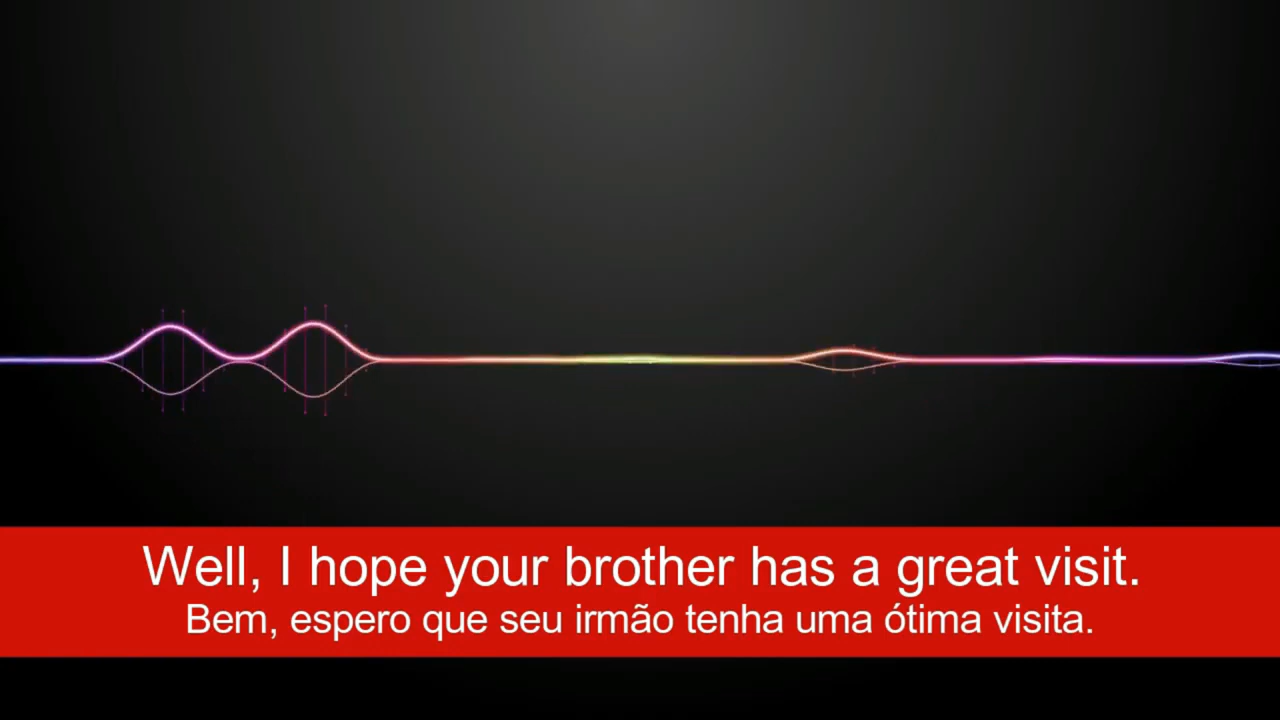 Well, I hope your brother has a great visit.
Bem, espero que seu irmão tenha uma ótima visita.